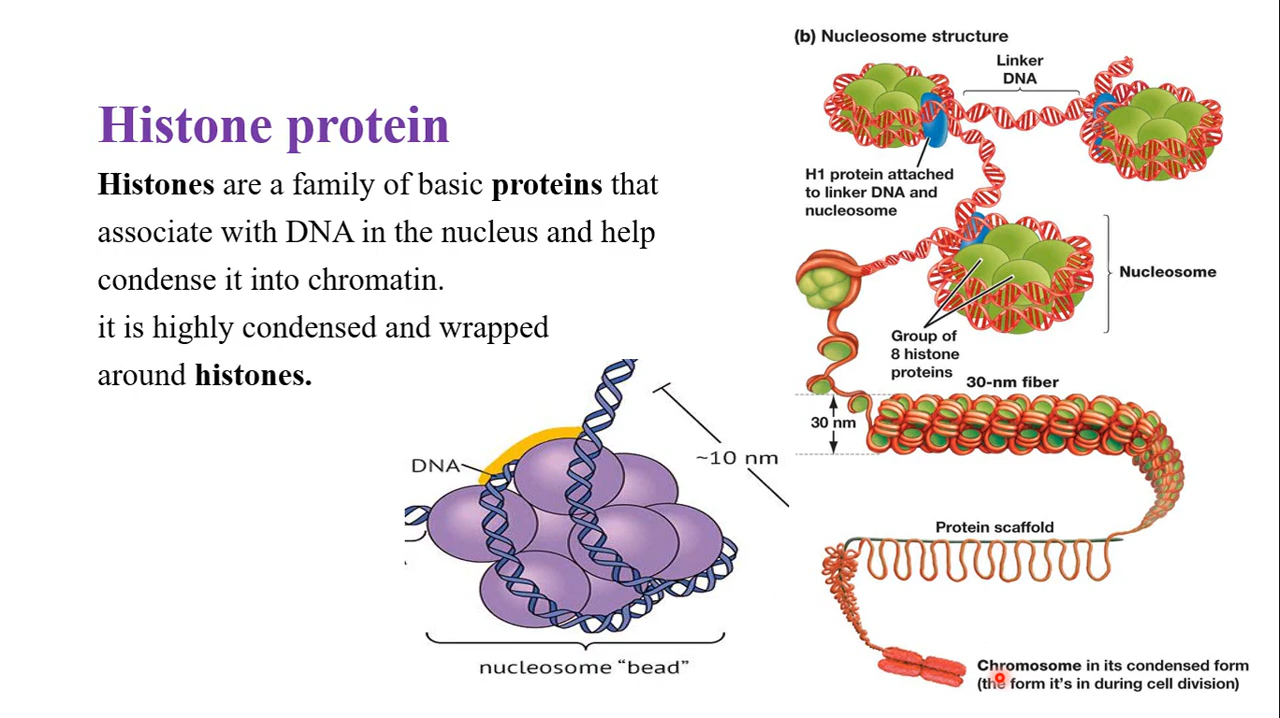 Histone protein
Histones are a family of basic proteins that
associate with DNA in the nucleus and help
condense it into chromatin.
it is highly condensed and wrapped
around histones.
DNA
~10 nm
nucleosome “bead”
(b) Nucleosome structure
Linker
DNA
H1 protein attached
to linker DNA and
nucleosome
Nucleosome
Group of
8 histone
proteins
30-nm fiber
30 nm
Protein scaffold
Chromosome in its condensed form
(the form it’s in during cell division)